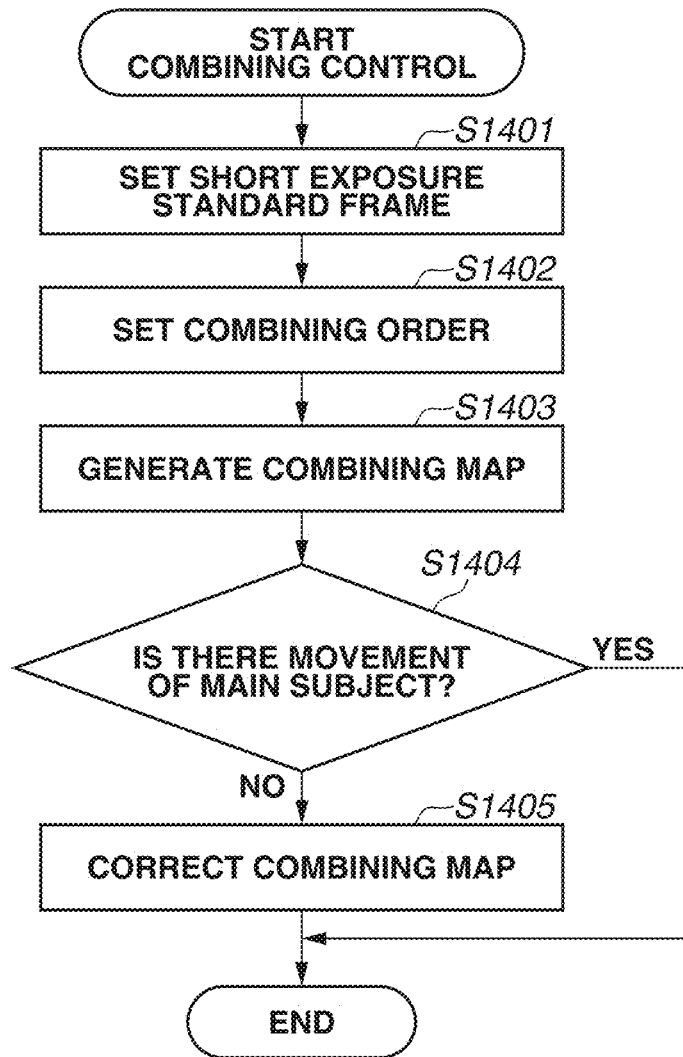 START
COMBINING CONTROL
S1401
SET SHORT EXPOSURE
STANDARD FRAME
S1402
SET COMBINING ORDER
S1403
GENERATE COMBINING MAP
S1404
IS THERE MOVEMENT
OF MAIN SUBJECT?
YES
NO
S1405
CORRECT COMBINING MAP
END